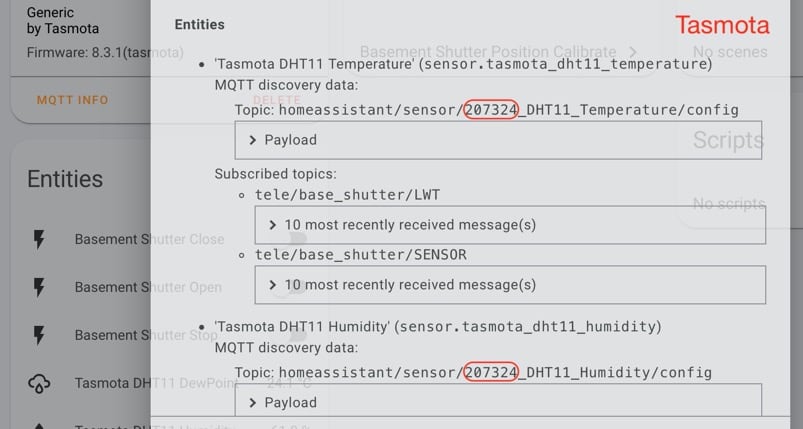 Generic
by Tasmota
Firmware: 8.3.1(tasmota)
MQTT INFO
DELETE
Entities
Basement Shutter Close
Basement Shutter Open
Basement Shutter Stop
Tasmota DHT11 DewPoint
24.1 °C
Tasmota DHT11 Humidity
Entities
Tasmota
Basement Shutter Position Calibrate
No scenes
'Tasmota DHT11 Temperature' (sensor.tasmota_dht11_temperature)
MQTT discovery data:
Topic: homeassistant/sensor/207324_DHT11_Temperature/config
Payload
Scripts
Subscribed topics:
tele/base_shutter/LWT
No scripts
10 most recently received message(s)
tele/base_shutter/SENSOR
10 most recently received message(s)
'Tasmota DHT11 Humidity' (sensor.tasmota_dht11_humidity)
MQTT discovery data:
Topic: homeassistant/sensor/207324_DHT11_Humidity/config
Payload